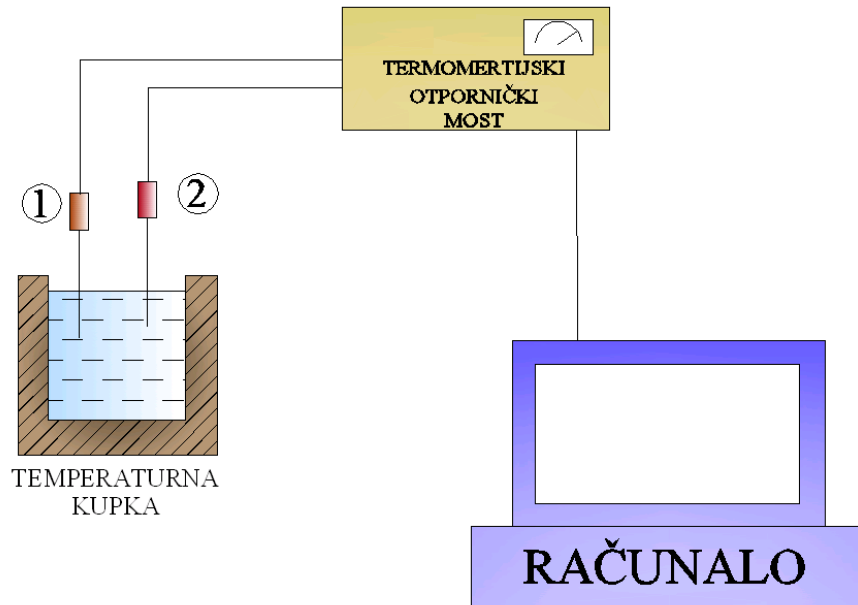 TERMOMERTIJSKI
OTPORNIČKI
MOST
1
2
TEMPERATURNA
KUPKA
RAČUNALO